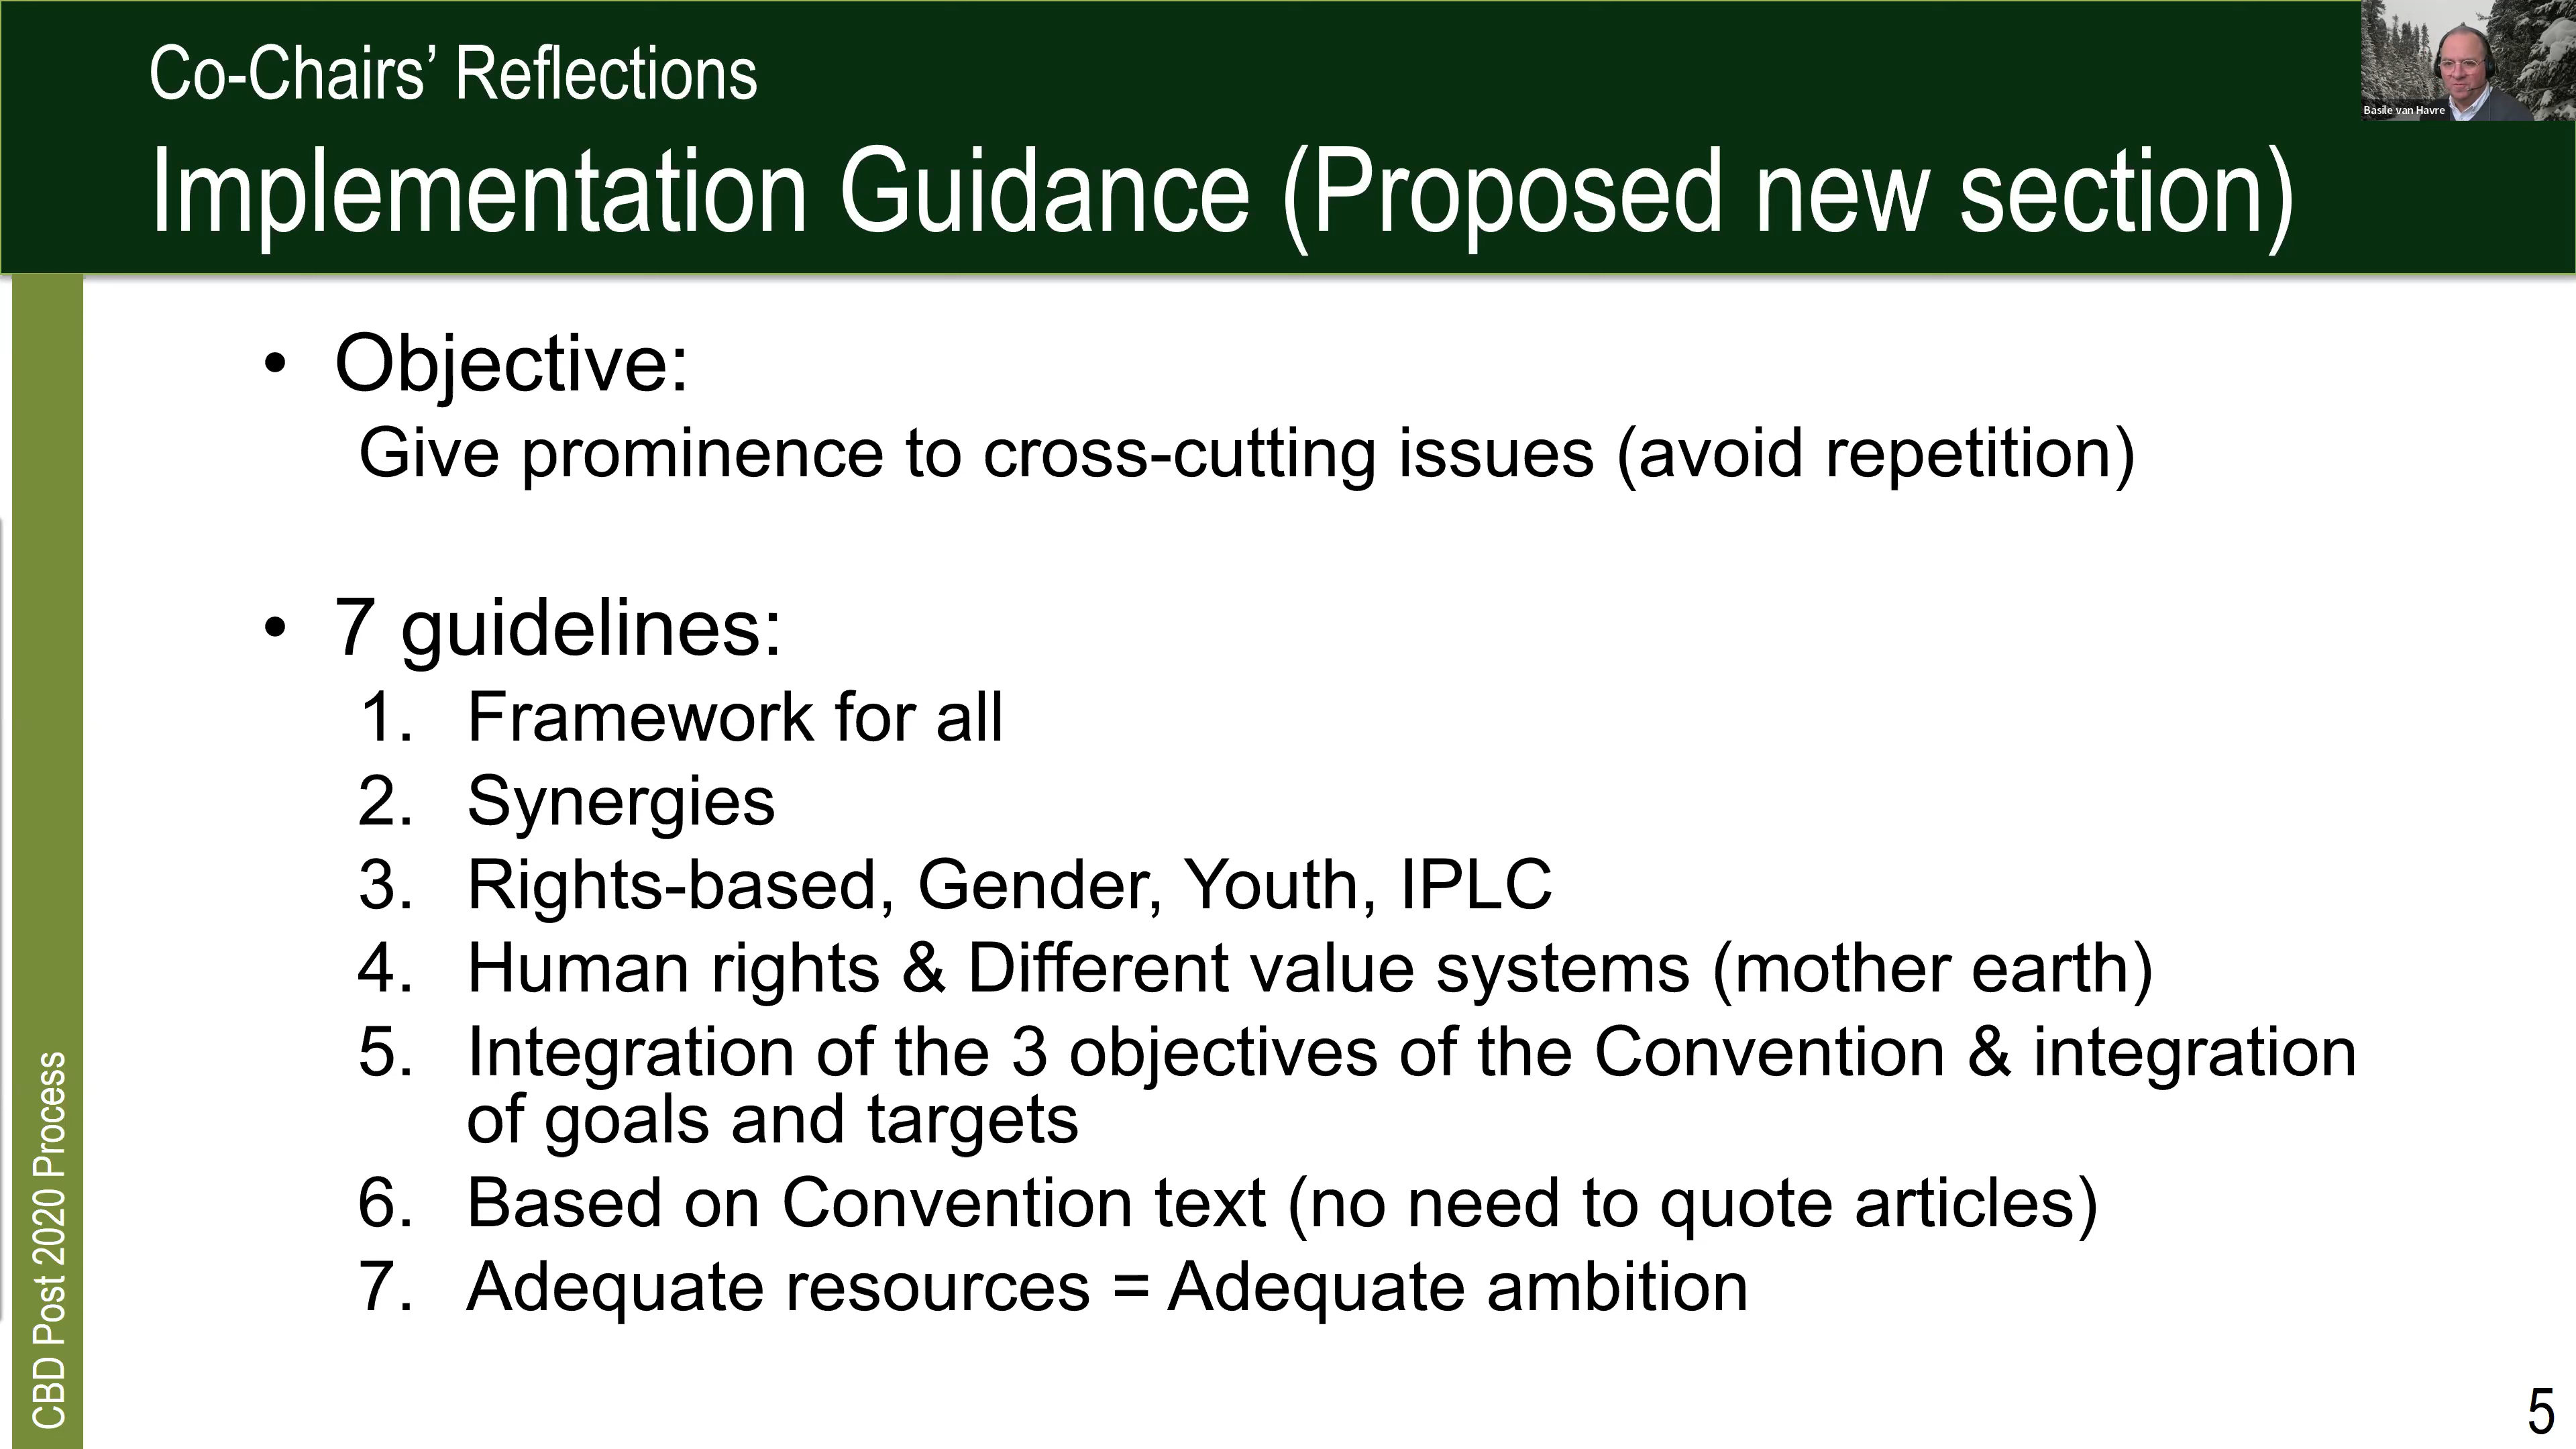 Co-Chairs’ Reflections
Basile van Havre
Implementation Guidance (Proposed new section)
• Objective:
Give prominence to cross-cutting issues (avoid repetition)
• 7 guidelines:
1. Framework for all
2. Synergies
3. Rights-based, Gender, Youth, IPLC
4. Human rights & Different value systems (mother earth)
5. Integration of the 3 objectives of the Convention & integration
of goals and targets
6. Based on Convention text (no need to quote articles)
7. Adequate resources = Adequate ambition
CBD Post 2020 Process
5